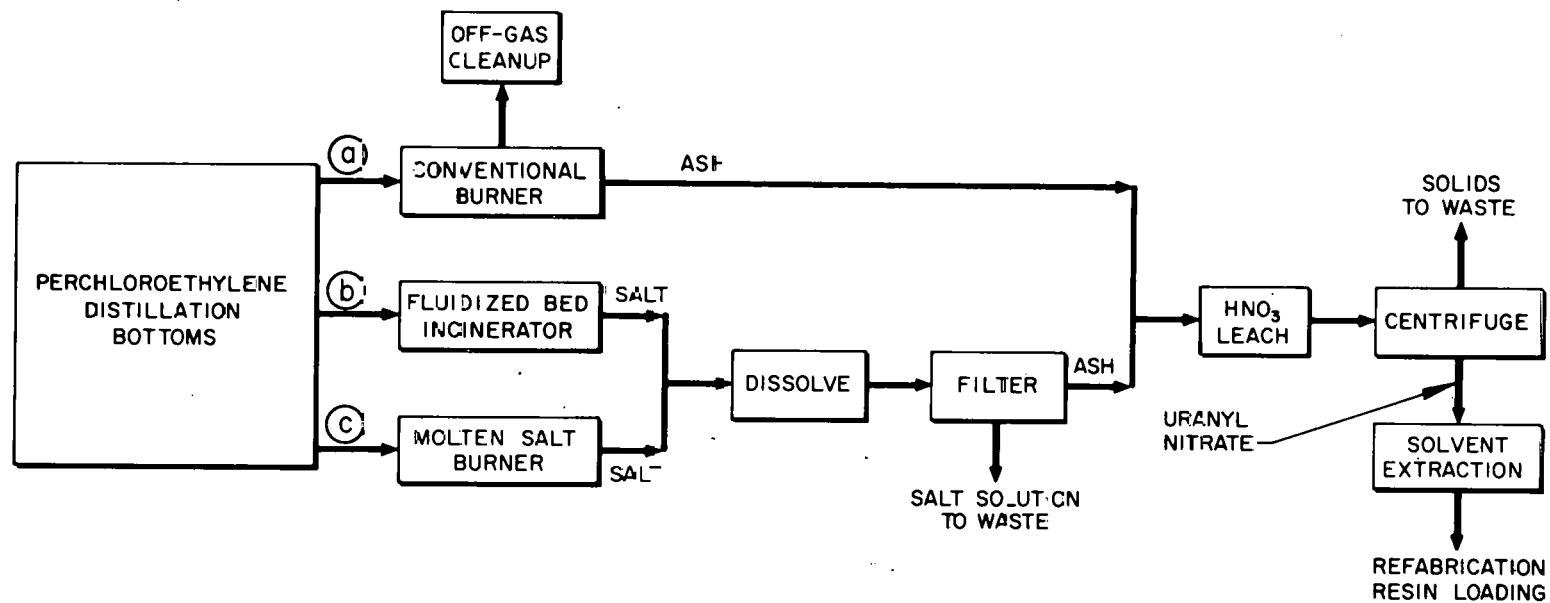 OFF-GAS
CLEANUP
a
CONVENTIONAL
BURNER
ASH
SOLIDS
TO WASTE
PERCHLOROETHYLENE
DISTILLATION
BOTTOMS
b
FLUIDIZED BED
INCINERATOR
SALT
HNO₃
LEACH
CENTRIFUGE
DISSOLVE
FILTER
ASH
URANYL
NITRATE
c
MOLTEN SALT
BURNER
SALT
SOLVENT
EXTRACTION
SALT SOLUTION
TO WASTE
REFABRICATION
RESIN LOADING